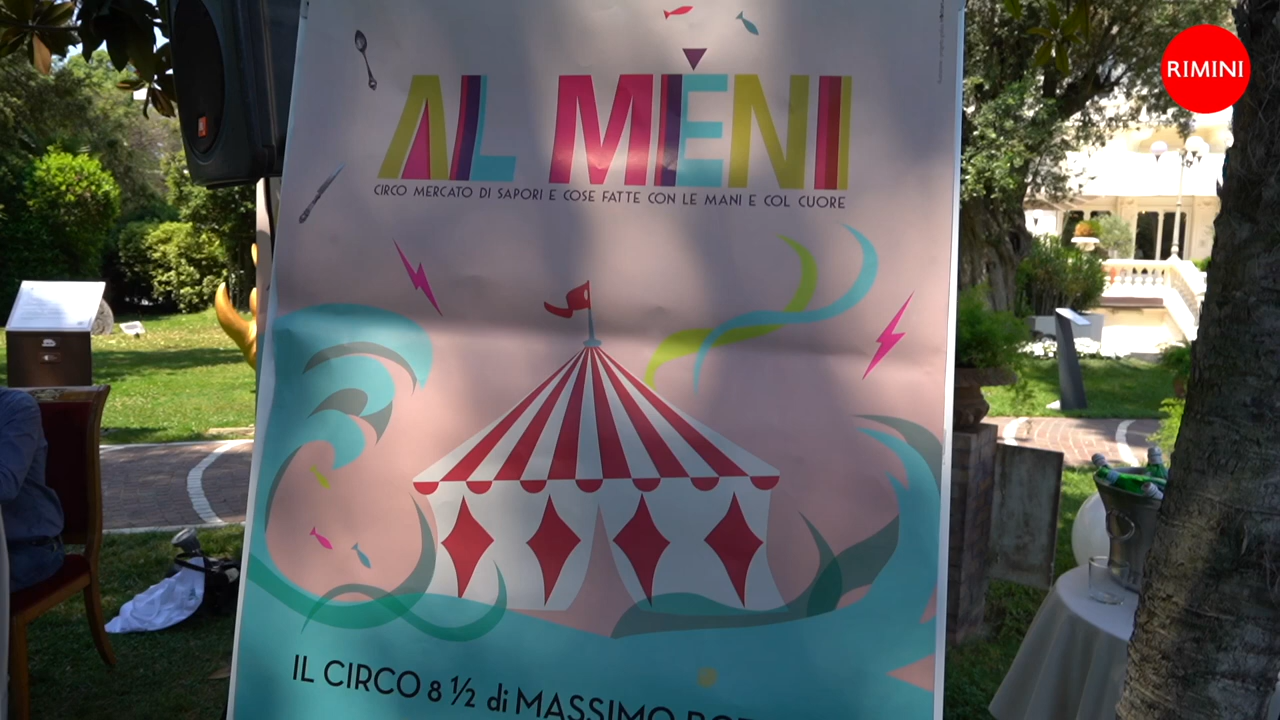 RIMINI
AL MÈNI
CIRCO MERCATO DI SAPORI E COSE FATTE CON LE MANI E COL CUORE
IL CIRCO 8 ½ di MASSIMO